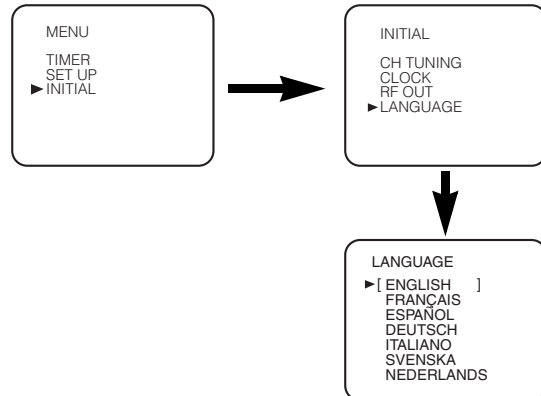 MENU
TIMER
SET UP
►INITIAL
INITIAL
CH TUNING
CLOCK
RF OUT
►LANGUAGE
LANGUAGE
►[ ENGLISH ]
FRANÇAIS
ESPAÑOL
DEUTSCH
ITALIANO
SVENSKA
NEDERLANDS